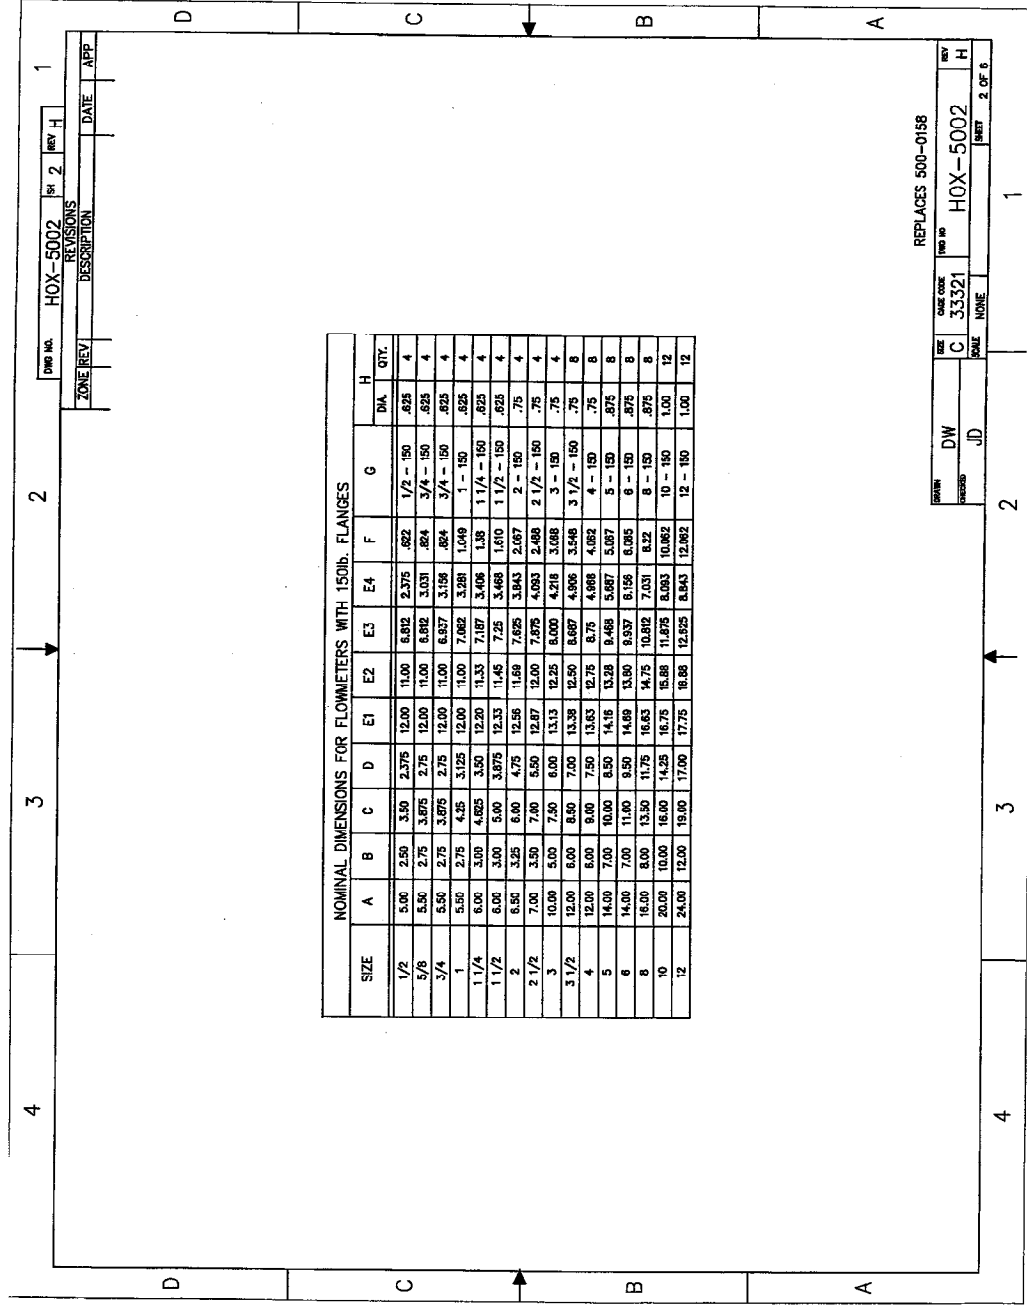 4 3 2 1
DWG NO. HOX-5002 SH 2 REV H
REVISIONS
ZONE REV DESCRIPTION DATE APP
D D
C C
B B
A A
NOMINAL DIMENSIONS FOR FLOWMETERS WITH 150lb. FLANGES
SIZE A B C D E1 E2 E3 E4 F G H
DIA. QTY.
1/2 5.00 2.50 3.50 2.375 12.00 11.00 6.812 2.375 .622 1/2 - 150 .625 4
5/8 5.50 2.75 3.875 2.75 12.00 11.00 6.812 3.031 .824 3/4 - 150 .625 4
3/4 5.50 2.75 3.875 2.75 12.00 11.00 6.937 3.156 .824 3/4 - 150 .625 4
1 5.50 2.75 4.25 3.125 12.00 11.00 7.062 3.281 1.049 1 - 150 .625 4
1 1/4 6.00 3.00 4.625 3.50 12.20 11.33 7.187 3.406 1.38 1 1/4 - 150 .625 4
1 1/2 6.00 3.00 5.00 3.875 12.33 11.45 7.25 3.468 1.610 1 1/2 - 150 .625 4
2 6.50 3.25 6.00 4.75 12.56 11.69 7.625 3.843 2.067 2 - 150 .75 4
2 1/2 7.00 3.50 7.00 5.50 12.87 12.00 7.875 4.093 2.468 2 1/2 - 150 .75 4
3 10.00 5.00 7.50 6.00 13.13 12.25 8.000 4.218 3.068 3 - 150 .75 4
3 1/2 12.00 6.00 8.50 7.00 13.38 12.50 8.687 4.906 3.548 3 1/2 - 150 .75 8
4 12.00 6.00 9.00 7.50 13.63 12.75 8.75 4.968 4.062 4 - 150 .75 8
5 14.00 7.00 10.00 8.50 14.16 13.28 9.468 5.687 5.067 5 - 150 .875 8
6 14.00 7.00 11.00 9.50 14.69 13.80 9.937 6.156 6.065 6 - 150 .875 8
8 16.00 8.00 13.50 11.75 16.63 14.75 10.812 7.031 8.22 8 - 150 .875 8
10 20.00 10.00 16.00 14.25 16.75 15.88 11.875 8.093 10.062 10 - 150 1.00 12
12 24.00 12.00 19.00 17.00 17.75 16.88 12.625 8.843 12.062 12 - 150 1.00 12
REPLACES 500-0158
DRAWN DW
CHECKED JD
SIZE C CAGE CODE 33321 DWG NO HOX-5002 REV H
SCALE NONE SHEET 2 OF 6
4 3 2 1